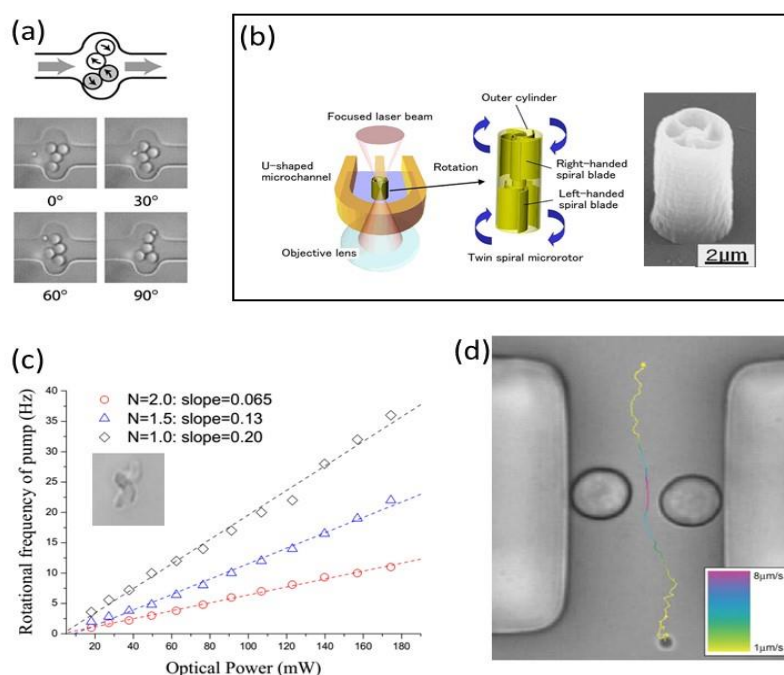 (a)
0°
30°
60°
90°
(b)
Focused laser beam
U-shaped
microchannel
Objective lens
Rotation
Outer cylinder
Right-handed
spiral blade
Left-handed
spiral blade
Twin spiral microrotor
2μm
(c)
Rotational frequency of pump (Hz)
40
35
30
25
20
15
10
5
0
N=2.0: slope=0.065
N=1.5: slope=0.13
N=1.0: slope=0.20
20 40 60 80 100 120 140 160 180
Optical Power (mW)
(d)
8μm/s
1μm/s